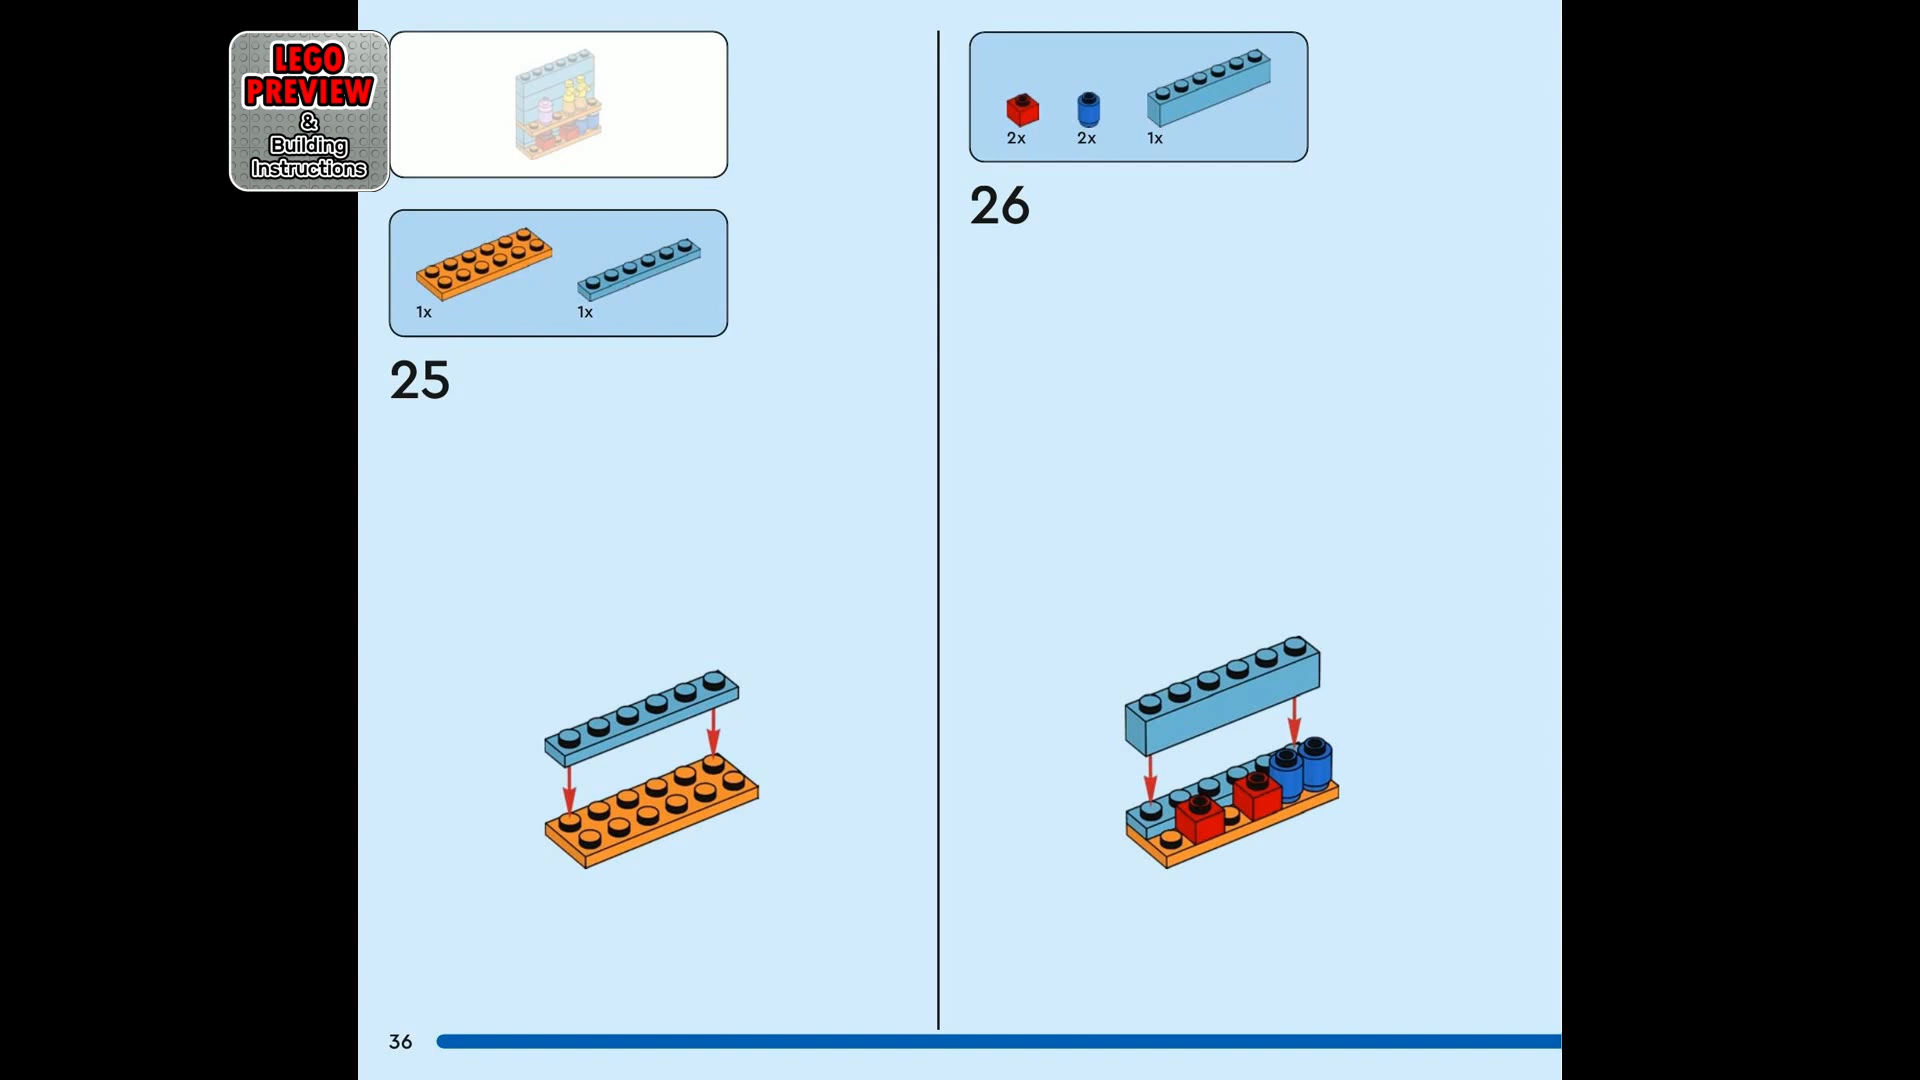 LEGO
PREVIEW
&
Building
Instructions
1x
1x
25
2x
2x
1x
26
36